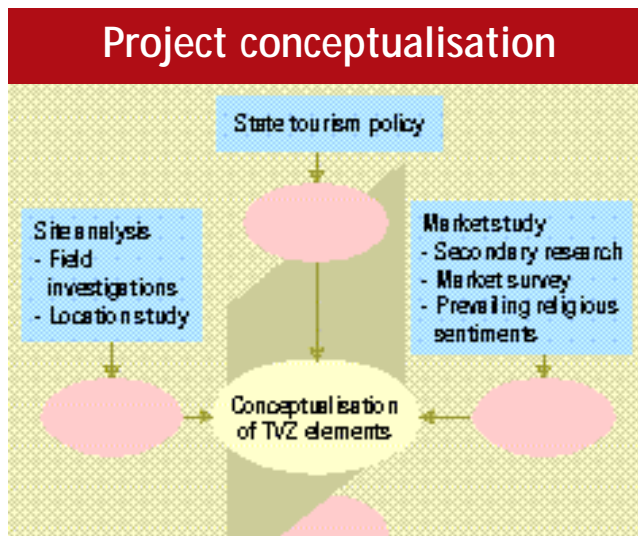 Project conceptualisation
State tourism policy
Site analysis
- Field
investigations
- Location study
Market study
- Secondary research
- Market survey
- Prevailing religious
sentiments
Conceptualisation
of TVZ elements